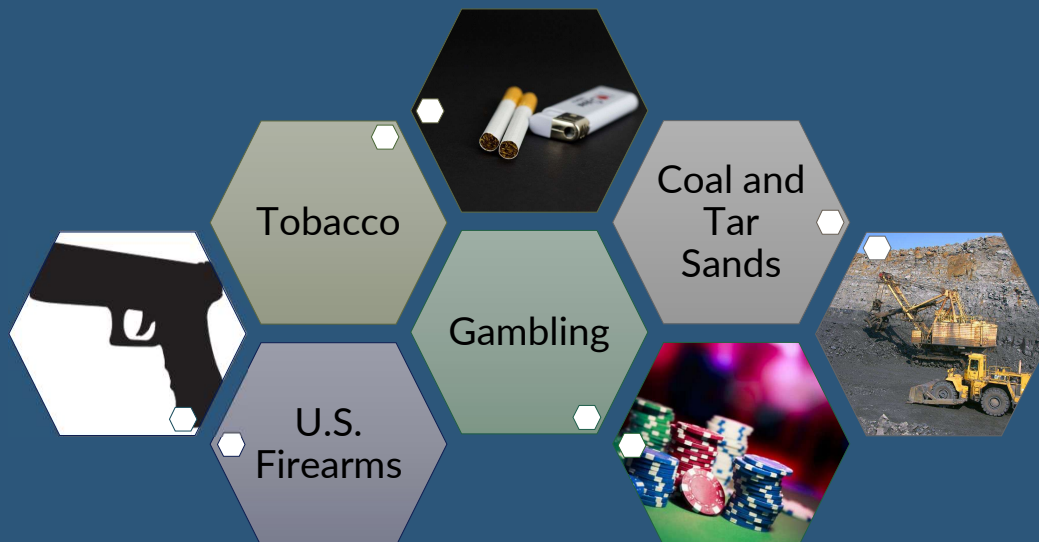 Tobacco
Coal and
Tar
Sands
Gambling
U.S.
Firearms